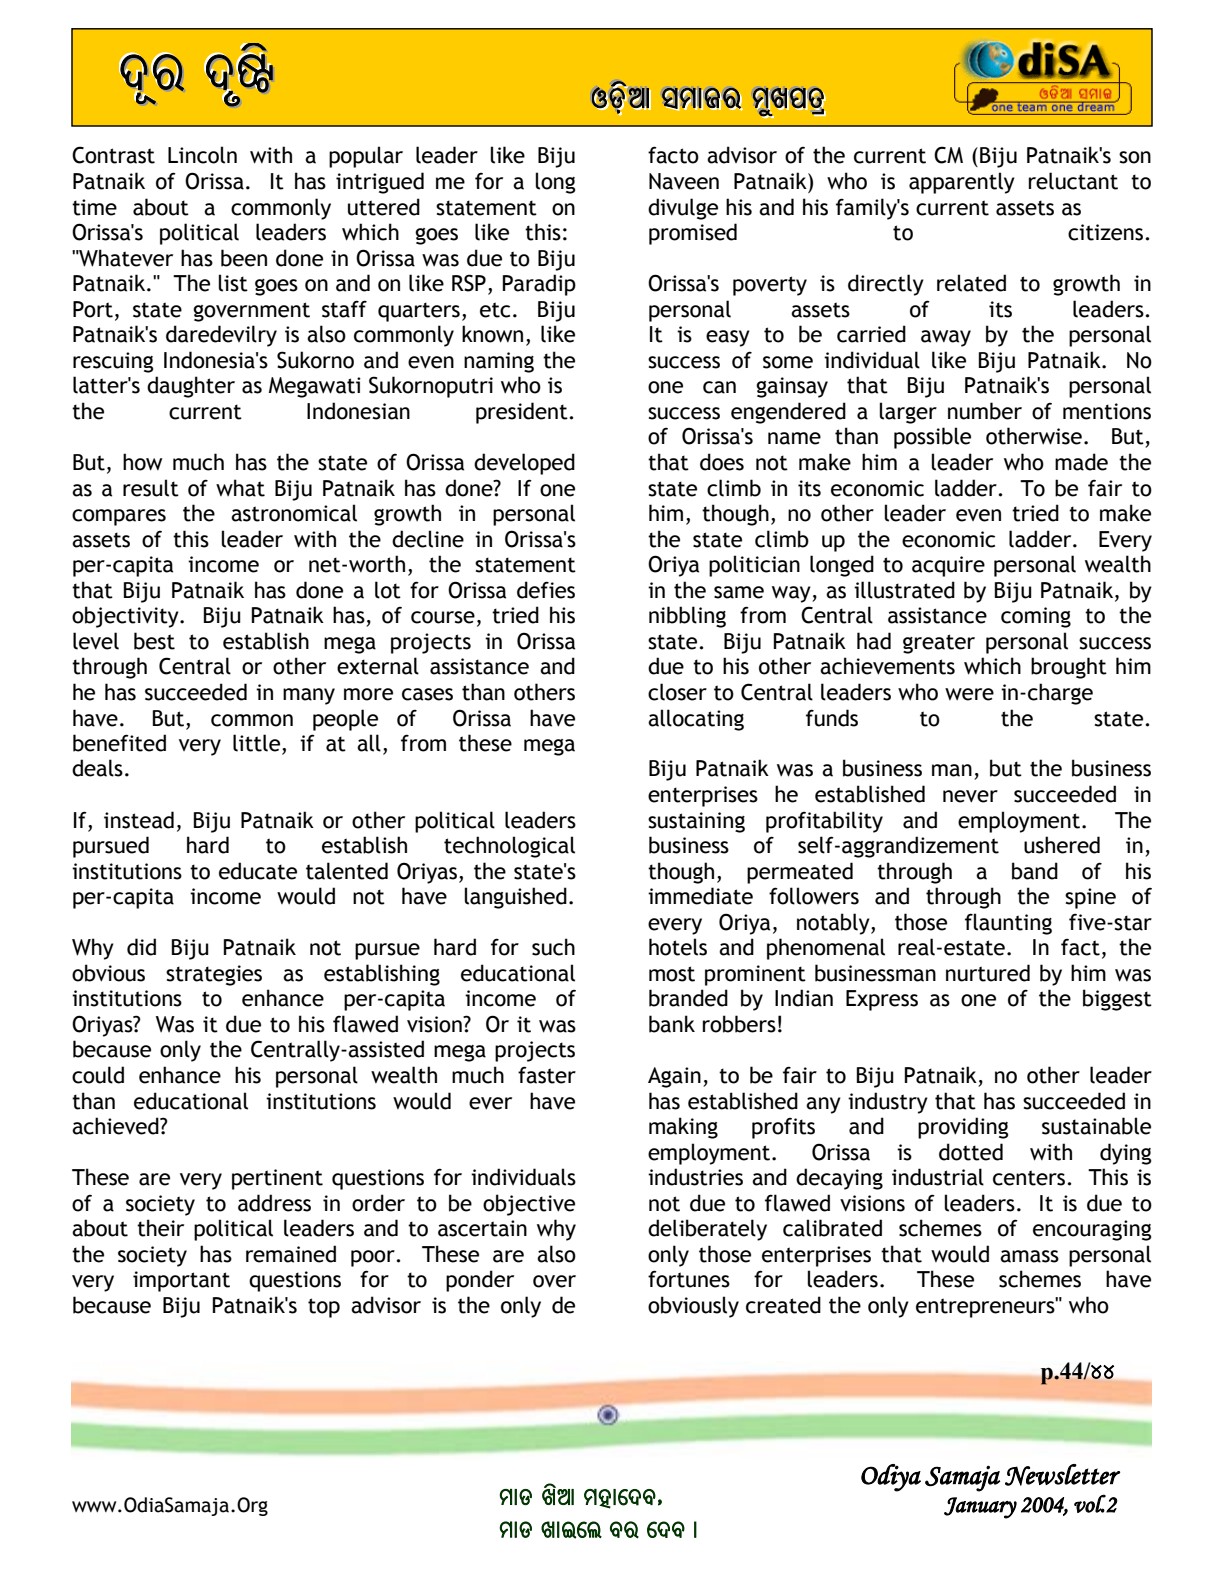 ଦୂର ଦୃଷ୍ଟି
ଓଡ଼ିଆ ସମାଜର ମୁଖପତ୍ର
diSA
ଓଡ଼ିଆ ସମାଜ
one team one dream
Contrast Lincoln with a popular leader like Biju
Patnaik of Orissa. It has intrigued me for a long
time about a commonly uttered statement on
Orissa's political leaders which goes like this:
"Whatever has been done in Orissa was due to Biju
Patnaik." The list goes on and on like RSP, Paradip
Port, state government staff quarters, etc. Biju
Patnaik's daredevilry is also commonly known, like
rescuing Indonesia's Sukorno and even naming the
latter's daughter as Megawati Sukornoputri who is
the current Indonesian president.
But, how much has the state of Orissa developed
as a result of what Biju Patnaik has done? If one
compares the astronomical growth in personal
assets of this leader with the decline in Orissa's
per-capita income or net-worth, the statement
that Biju Patnaik has done a lot for Orissa defies
objectivity. Biju Patnaik has, of course, tried his
level best to establish mega projects in Orissa
through Central or other external assistance and
he has succeeded in many more cases than others
have. But, common people of Orissa have
benefited very little, if at all, from these mega
deals.
If, instead, Biju Patnaik or other political leaders
pursued hard to establish technological
institutions to educate talented Oriyas, the state's
per-capita income would not have languished.
Why did Biju Patnaik not pursue hard for such
obvious strategies as establishing educational
institutions to enhance per-capita income of
Oriyas? Was it due to his flawed vision? Or it was
because only the Centrally-assisted mega projects
could enhance his personal wealth much faster
than educational institutions would ever have
achieved?
These are very pertinent questions for individuals
of a society to address in order to be objective
about their political leaders and to ascertain why
the society has remained poor. These are also
very important questions for to ponder over
because Biju Patnaik's top advisor is the only de
facto advisor of the current CM (Biju Patnaik's son
Naveen Patnaik) who is apparently reluctant to
divulge his and his family's current assets as
promised to citizens.
Orissa's poverty is directly related to growth in
personal assets of its leaders.
It is easy to be carried away by the personal
success of some individual like Biju Patnaik. No
one can gainsay that Biju Patnaik's personal
success engendered a larger number of mentions
of Orissa's name than possible otherwise. But,
that does not make him a leader who made the
state climb in its economic ladder. To be fair to
him, though, no other leader even tried to make
the state climb up the economic ladder. Every
Oriya politician longed to acquire personal wealth
in the same way, as illustrated by Biju Patnaik, by
nibbling from Central assistance coming to the
state. Biju Patnaik had greater personal success
due to his other achievements which brought him
closer to Central leaders who were in-charge
allocating funds to the state.
Biju Patnaik was a business man, but the business
enterprises he established never succeeded in
sustaining profitability and employment. The
business of self-aggrandizement ushered in,
though, permeated through a band of his
immediate followers and through the spine of
every Oriya, notably, those flaunting five-star
hotels and phenomenal real-estate. In fact, the
most prominent businessman nurtured by him was
branded by Indian Express as one of the biggest
bank robbers!
Again, to be fair to Biju Patnaik, no other leader
has established any industry that has succeeded in
making profits and providing sustainable
employment. Orissa is dotted with dying
industries and decaying industrial centers. This is
not due to flawed visions of leaders. It is due to
deliberately calibrated schemes of encouraging
only those enterprises that would amass personal
fortunes for leaders. These schemes have
obviously created the only entrepreneurs" who
p.44/୪୪
www.OdiaSamaja.Org
ମାଡ ଖିଆ ମହାଦେବ,
ମାଡ ଖାଇଲେ ବର ଦେବ ।
Odiya Samaja Newsletter
January 2004, vol.2